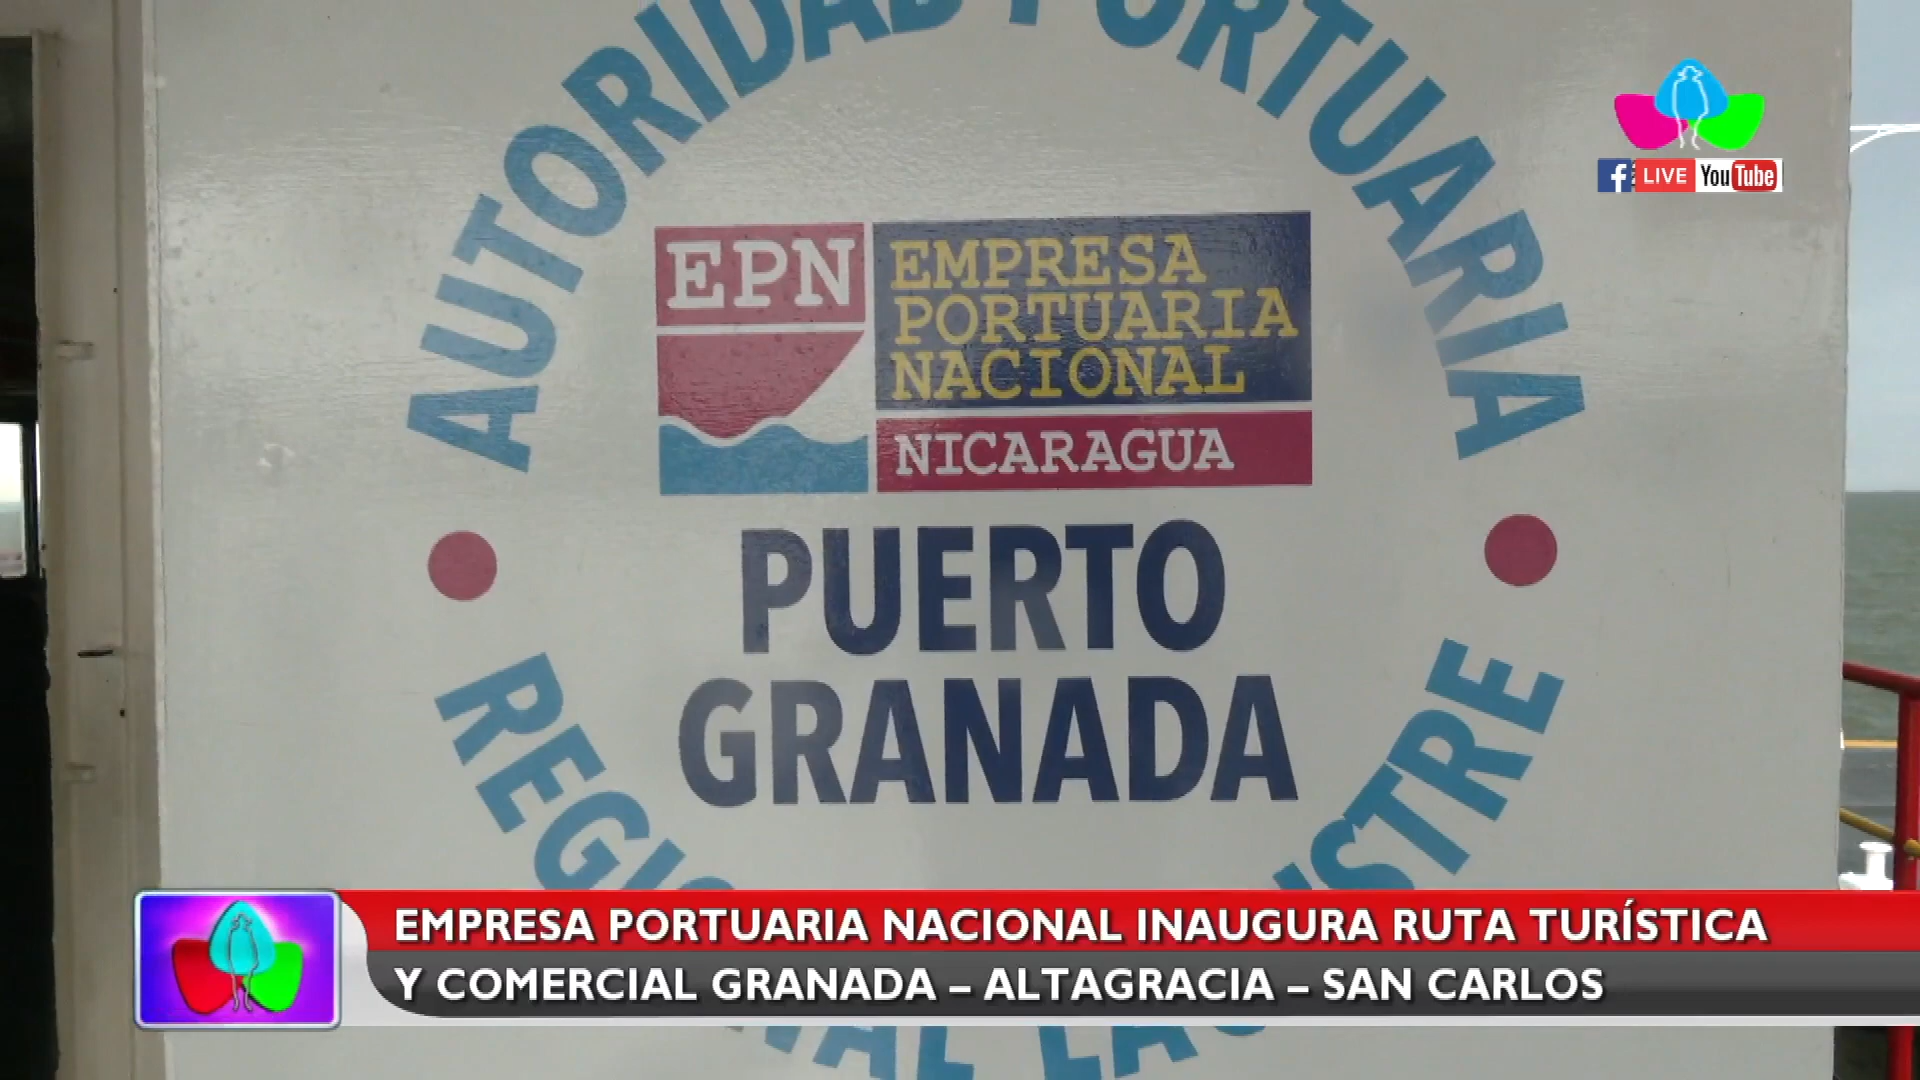 AUTORIDAD PORTUARIA
f LIVE YouTube
EPN
EMPRESA
PORTUARIA
NACIONAL
NICARAGUA
PUERTO
GRANADA
EMPRESA PORTUARIA NACIONAL INAUGURA RUTA TURÍSTICA
Y COMERCIAL GRANADA – ALTAGRACIA – SAN CARLOS